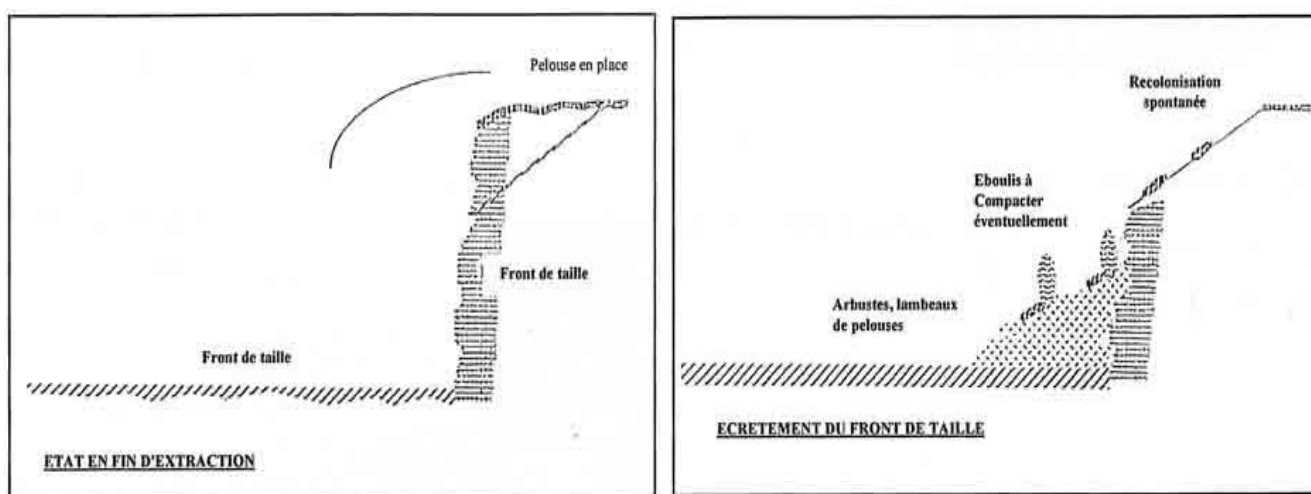 Pelouse en place
Front de taille
Front de taille
ETAT EN FIN D'EXTRACTION
Recolonisation
spontanée
Eboulis à
Compacter
éventuellement
Arbustes, lambeaux
de pelouses
ECRETEMENT DU FRONT DE TAILLE